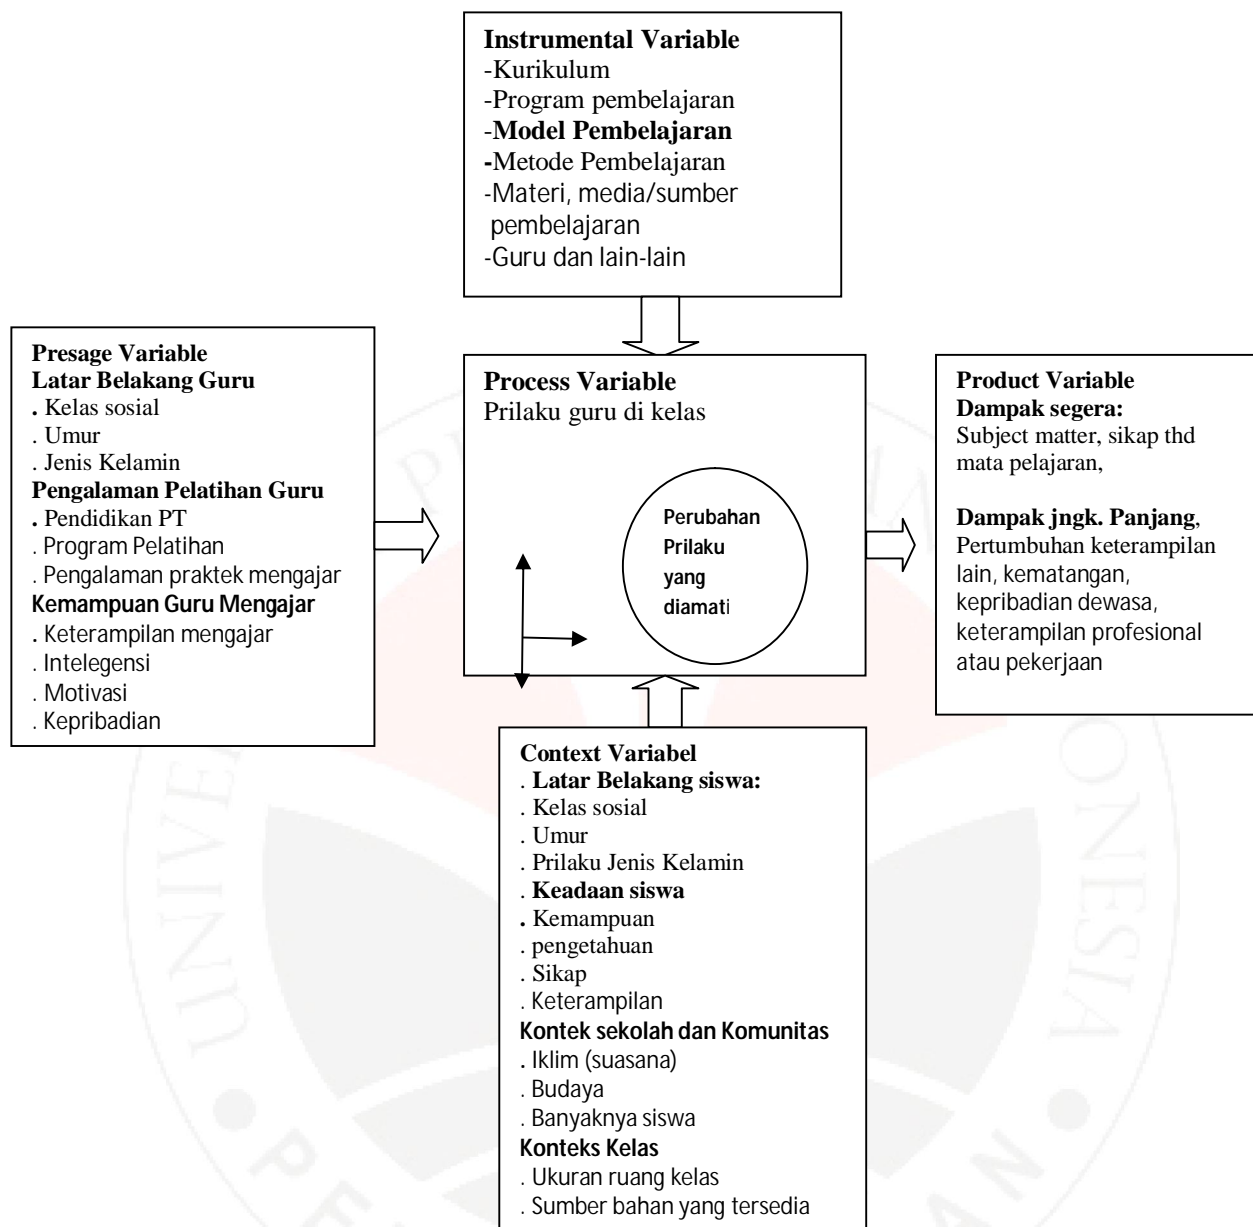 Instrumental Variable
-Kurikulum
-Program pembelajaran
-Model Pembelajaran
-Metode Pembelajaran
-Materi, media/sumber
pembelajaran
-Guru dan lain-lain
Presage Variable
Latar Belakang Guru
. Kelas sosial
. Umur
. Jenis Kelamin
Pengalaman Pelatihan Guru
. Pendidikan PT
. Program Pelatihan
. Pengalaman praktek mengajar
Kemampuan Guru Mengajar
. Keterampilan mengajar
. Intelegensi
. Motivasi
. Kepribadian
Process Variable
Prilaku guru di kelas
Perubahan
Prilaku
yang
diamati
Product Variable
Dampak segera:
Subject matter, sikap thd
mata pelajaran,
Dampak jngk. Panjang,
Pertumbuhan keterampilan
lain, kematangan,
kepribadian dewasa,
keterampilan profesional
atau pekerjaan
Context Variabel
. Latar Belakang siswa:
. Kelas sosial
. Umur
. Prilaku Jenis Kelamin
. Keadaan siswa
. Kemampuan
. pengetahuan
. Sikap
. Keterampilan
Kontek sekolah dan Komunitas
. Iklim (suasana)
. Budaya
. Banyaknya siswa
Konteks Kelas
. Ukuran ruang kelas
. Sumber bahan yang tersedia